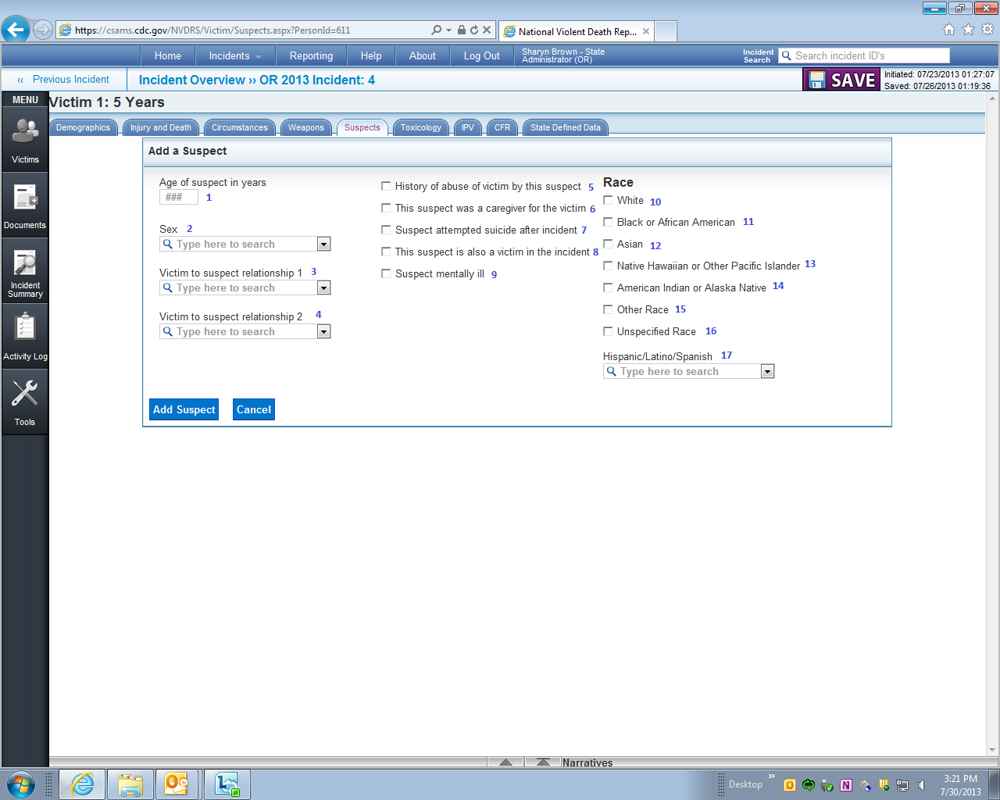 https://csams.cdc.gov/NVDRS/Victim/Suspects.aspx?PersonId=611
National Violent Death Rep...
Home
Incidents
Reporting
Help
About
Log Out
Sharyn Brown - State
Administrator (OR)
Incident
Search
Search incident ID's
‹‹ Previous Incident
Incident Overview ›› OR 2013 Incident: 4
SAVE
Initiated: 07/23/2013 01:27:07
Saved: 07/26/2013 01:19:36
MENU
Victim 1: 5 Years
Demographics
Injury and Death
Circumstances
Weapons
Suspects
Toxicology
IPV
CFR
State Defined Data
Victims
Documents
Incident
Summary
Activity Log
Tools
Add a Suspect
Age of suspect in years
### 1
Sex 2
Type here to search
Victim to suspect relationship 1 3
Type here to search
Victim to suspect relationship 2 4
Type here to search
History of abuse of victim by this suspect 5
This suspect was a caregiver for the victim 6
Suspect attempted suicide after incident 7
This suspect is also a victim in the incident 8
Suspect mentally ill 9
Race
White 10
Black or African American 11
Asian 12
Native Hawaiian or Other Pacific Islander 13
American Indian or Alaska Native 14
Other Race 15
Unspecified Race 16
Hispanic/Latino/Spanish 17
Type here to search
Add Suspect
Cancel
Narratives
Desktop
3:21 PM
7/30/2013